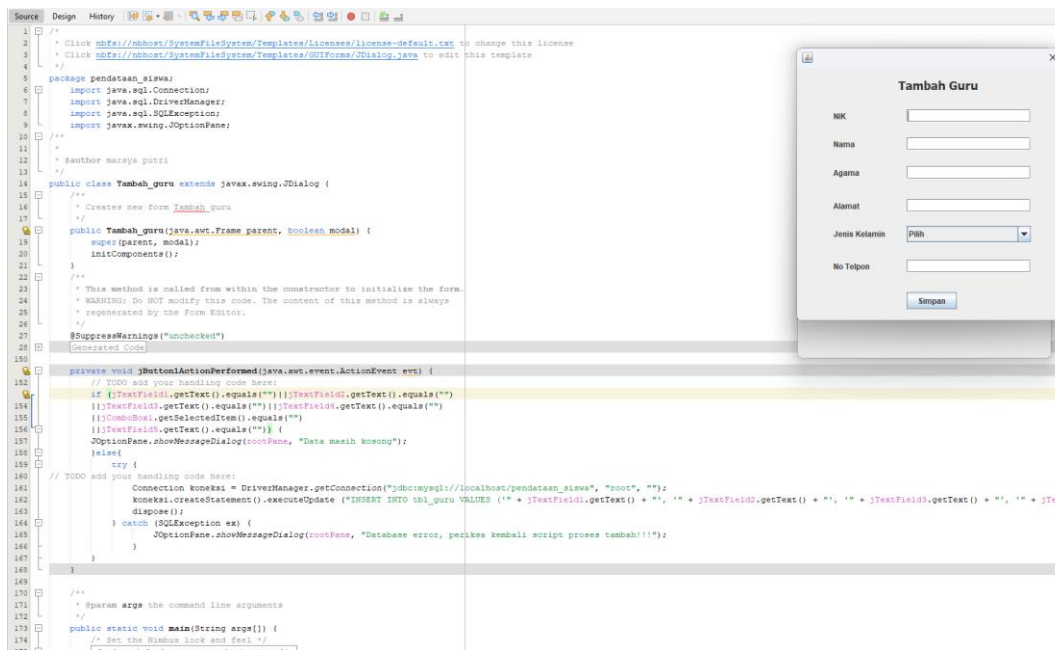 Source Design History
1 /*
2 * Click nbfs://nbhost/SystemFileSystem/Templates/Licenses/license-default.txt to change this license
3 * Click nbfs://nbhost/SystemFileSystem/Templates/GUIForms/JDialog.java to edit this template
4 */
5 package pendataan_siswa;
6 import java.sql.Connection;
7 import java.sql.DriverManager;
8 import java.sql.SQLException;
9 import javax.swing.JOptionPane;
10 /**
11 *
12 * @author marsya putri
13 */
14 public class Tambah_guru extends javax.swing.JDialog {
15 /**
16 * Creates new form Tambah_guru
17 */
public Tambah_guru(java.awt.Frame parent, boolean modal) {
19 super(parent, modal);
20 initComponents();
21 }
22 /**
23 * This method is called from within the constructor to initialize the form.
24 * WARNING: Do NOT modify this code. The content of this method is always
25 * regenerated by the Form Editor.
26 */
27 @SuppressWarnings("unchecked")
28 Generated Code
150
private void jButton1ActionPerformed(java.awt.event.ActionEvent evt) {
152 // TODO add your handling code here:
if (jTextField1.getText().equals("")||jTextField2.getText().equals("")
154 ||jTextField3.getText().equals("")||jTextField4.getText().equals("")
155 ||jComboBox1.getSelectedItem().equals("")
156 ||jTextField5.getText().equals("")) {
157 JOptionPane.showMessageDialog(rootPane, "Data masih kosong");
158 }else{
159 try {
160 // TODO add your handling code here:
161 Connection koneksi = DriverManager.getConnection("jdbc:mysql://localhost/pendataan_siswa", "root", "");
162 koneksi.createStatement().executeUpdate ("INSERT INTO tbl_guru VALUES ('" + jTextField1.getText() + "', '" + jTextField2.getText() + "', '" + jTextField3.getText() + "', '" + jTe
163 dispose();
164 } catch (SQLException ex) {
165 JOptionPane.showMessageDialog(rootPane, "Database error, periksa kembali script proses tambah!!!");
166 }
167 }
168 }
169
170 /**
171 * @param args the command line arguments
172 */
173 public static void main(String args[]) {
174 /* Set the Nimbus look and feel */
Tambah Guru
NIK
Nama
Agama
Alamat
Jenis Kelamin Pilih
No Telpon
Simpan